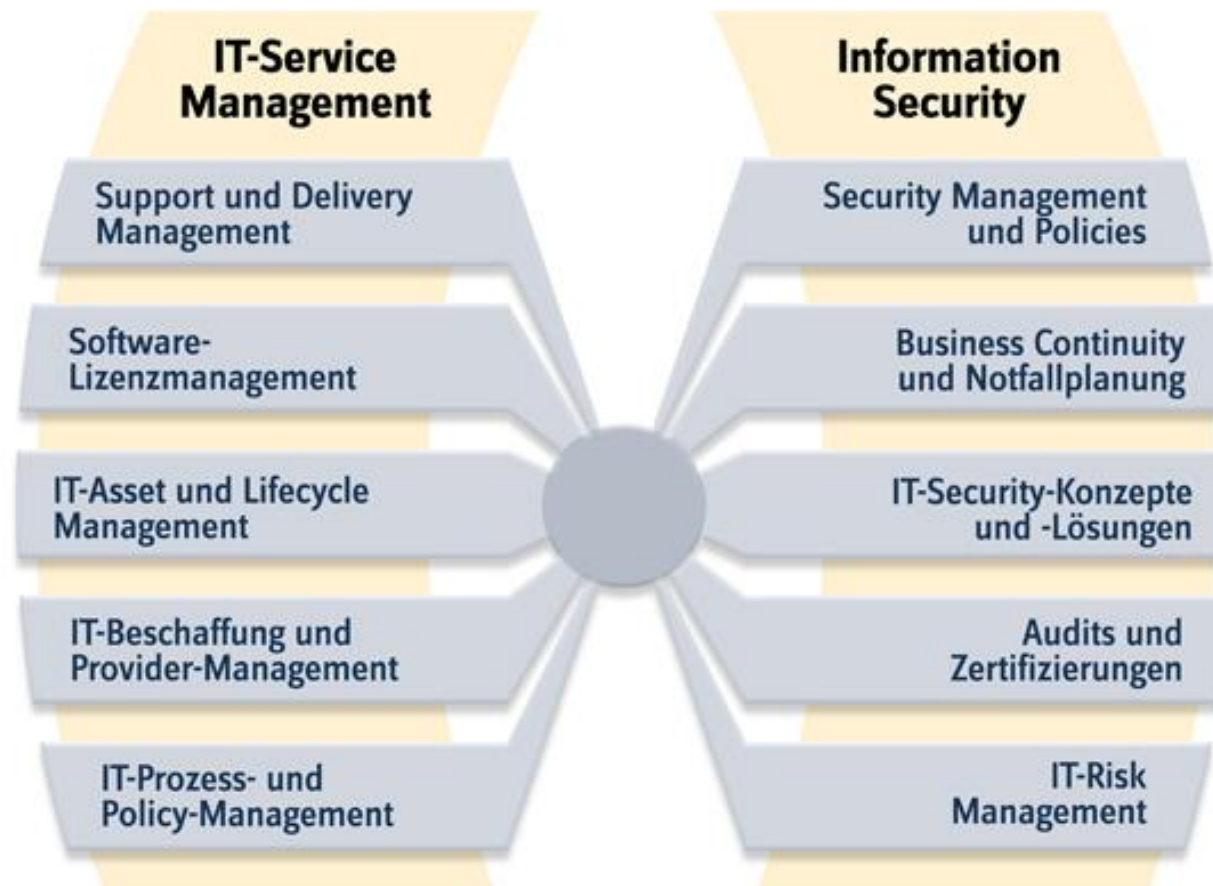 IT-Service
Management
Support und Delivery
Management
Software-
Lizenzmanagement
IT-Asset und Lifecycle
Management
IT-Beschaffung und
Provider-Management
IT-Prozess- und
Policy-Management
Information
Security
Security Management
und Policies
Business Continuity
und Notfallplanung
IT-Security-Konzepte
und -Lösungen
Audits und
Zertifizierungen
IT-Risk
Management